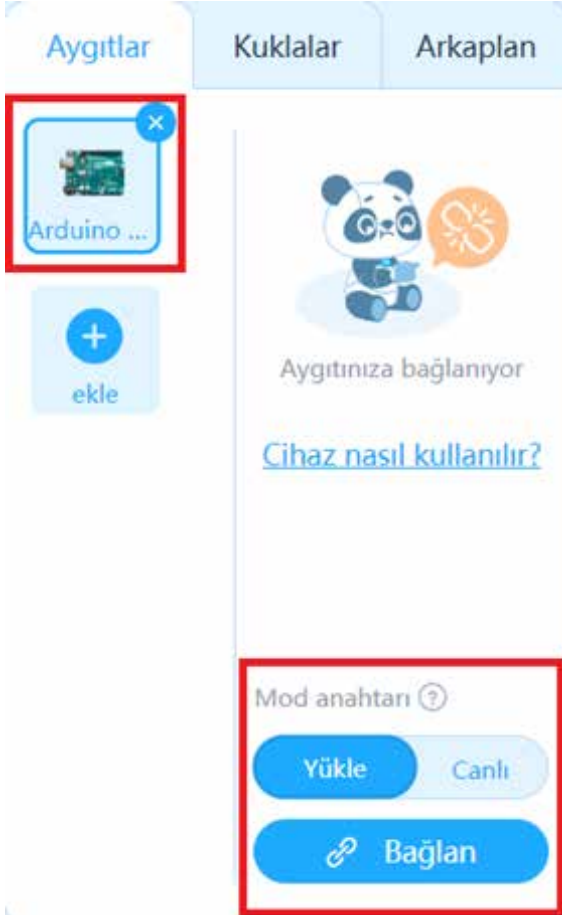 Aygıtlar Kuklalar Arkaplan
Arduino ...
ekle
Aygıtınıza bağlanıyor
Cihaz nasıl kullanılır?
Mod anahtarı ?
Yükle Canlı
Bağlan